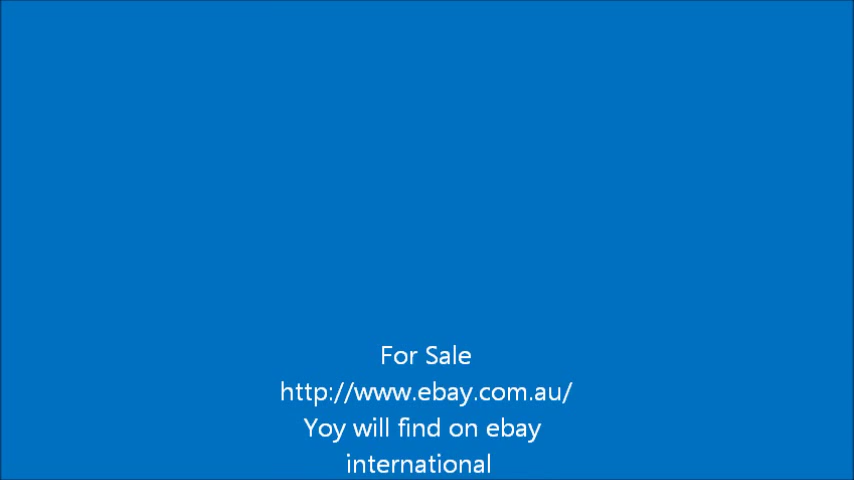 For Sale
http://www.ebay.com.au/
Yoy will find on ebay
international